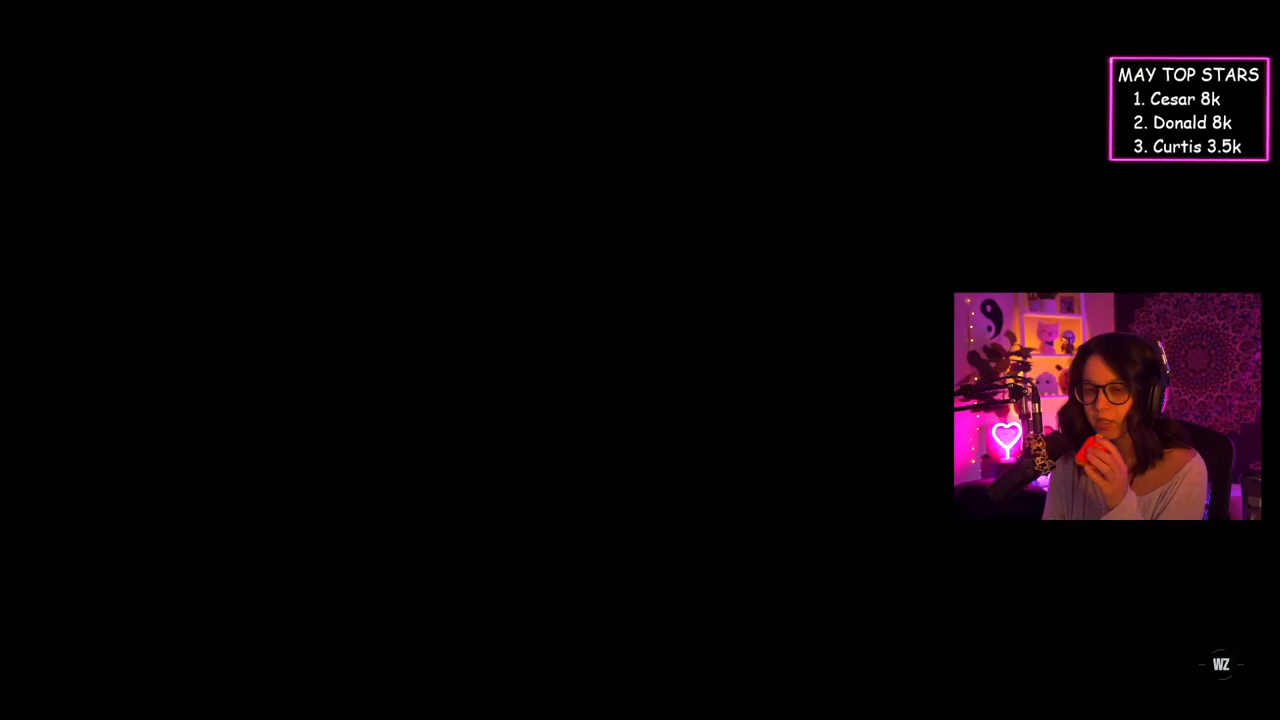 MAY TOP STARS
1. Cesar 8k
2. Donald 8k
3. Curtis 3.5k
WZ